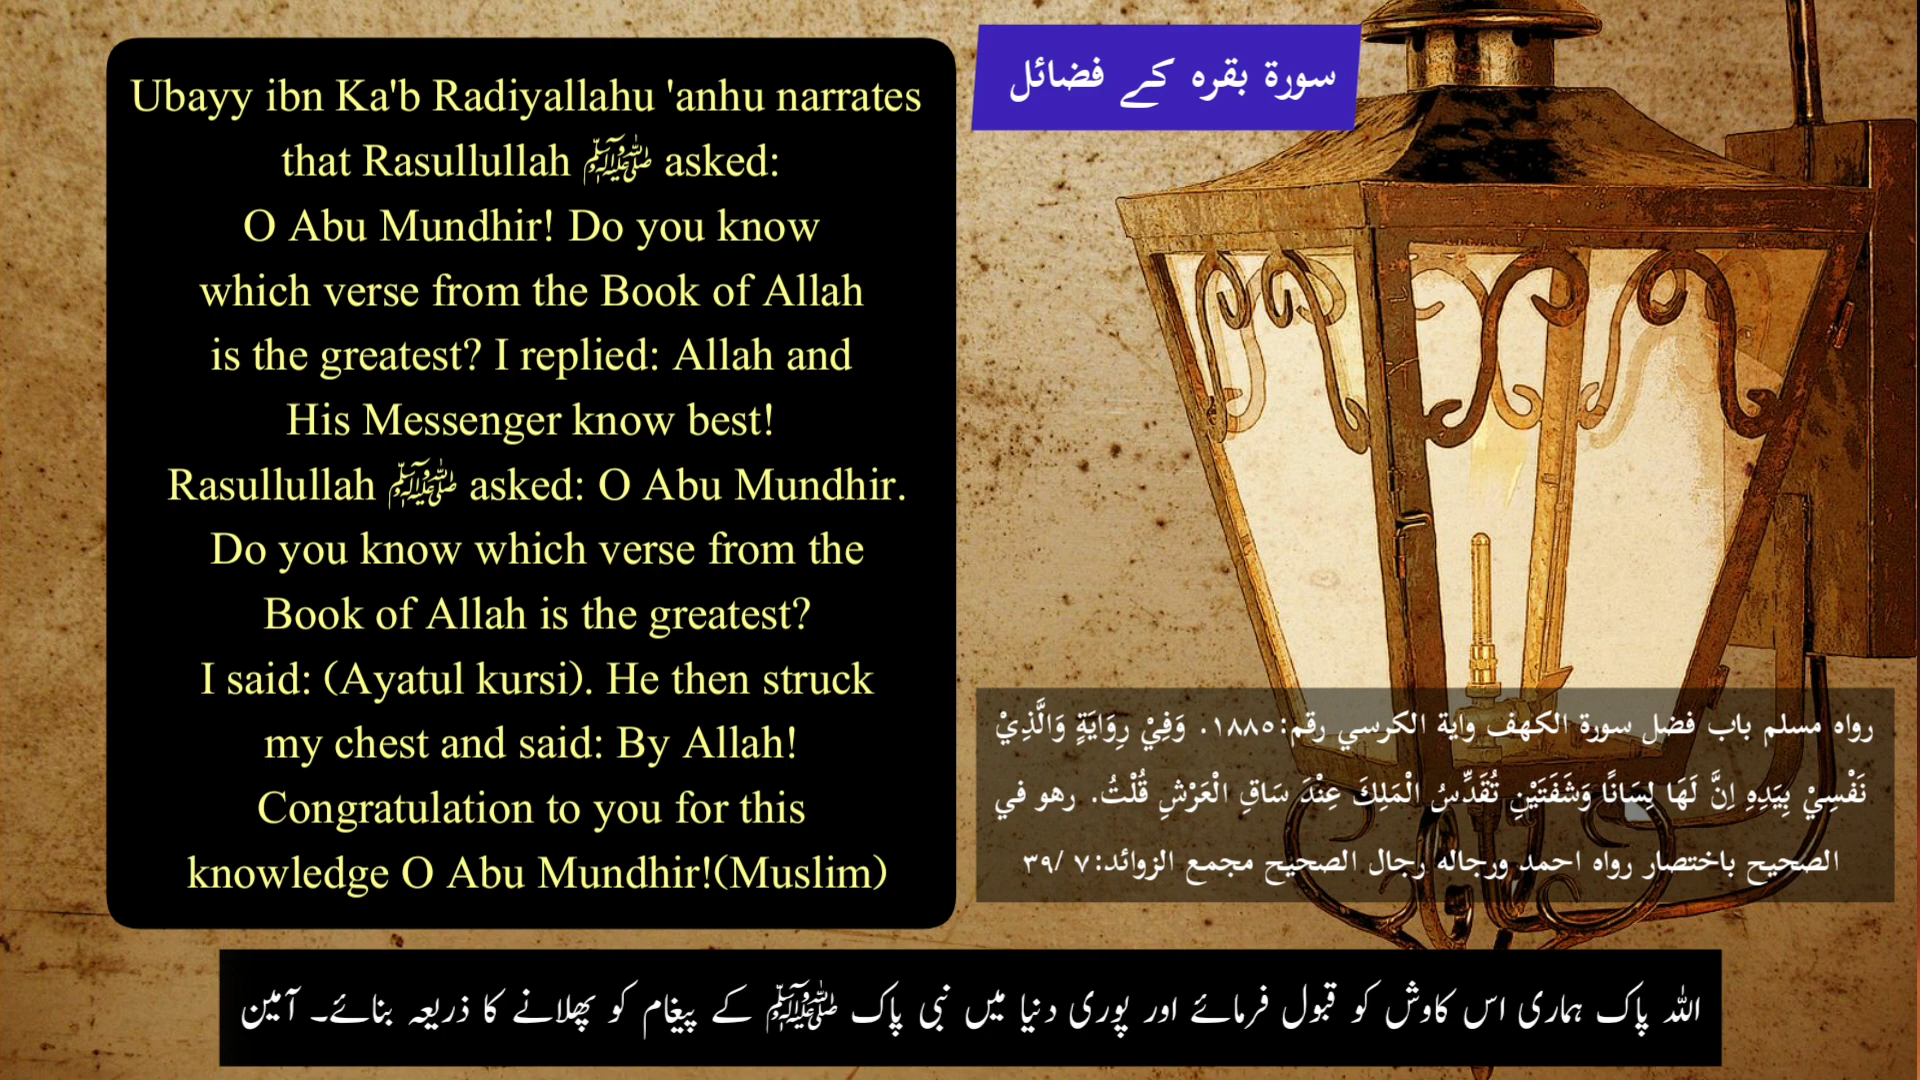 Ubayy ibn Ka'b Radiyallahu 'anhu narrates
that Rasullullah ﷺ asked:
O Abu Mundhir! Do you know
which verse from the Book of Allah
is the greatest? I replied: Allah and
His Messenger know best!
Rasullullah ﷺ asked: O Abu Mundhir.
Do you know which verse from the
Book of Allah is the greatest?
I said: (Ayatul kursi). He then struck
my chest and said: By Allah!
Congratulation to you for this
knowledge O Abu Mundhir!(Muslim)
سورۃ بقرہ کے فضائل
رواه مسلم باب فضل سورة الكهف واية الكرسي رقم:١٨٨٥. وَفِيْ رِوَايَةٍ وَالَّذِيْ
نَفْسِيْ بِيَدِهِ اِنَّ لَهَا لِسَانًا وَشَفَتَيْنِ تُقَدِّسُ الْمَلِكَ عِنْدَ سَاقِ الْعَرْشِ قُلْتُ. رهو في
الصحيح باختصار رواه احمد ورجاله رجال الصحيح مجمع الزوائد:٧ /٣٩
اللہ پاک ہماری اس کاوش کو قبول فرمائے اور پوری دنیا میں نبی پاک ﷺ کے پیغام کو پھلانے کا ذریعہ بنائے۔ آمین